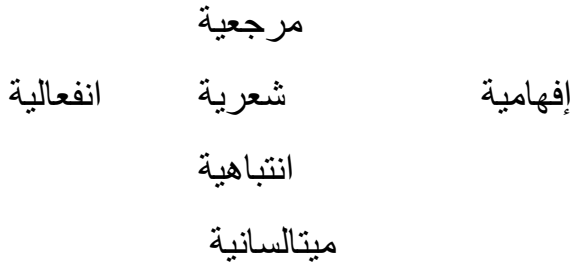 مرجعية
إفهامية شعرية انفعالية
انتباهية
ميتالسانية